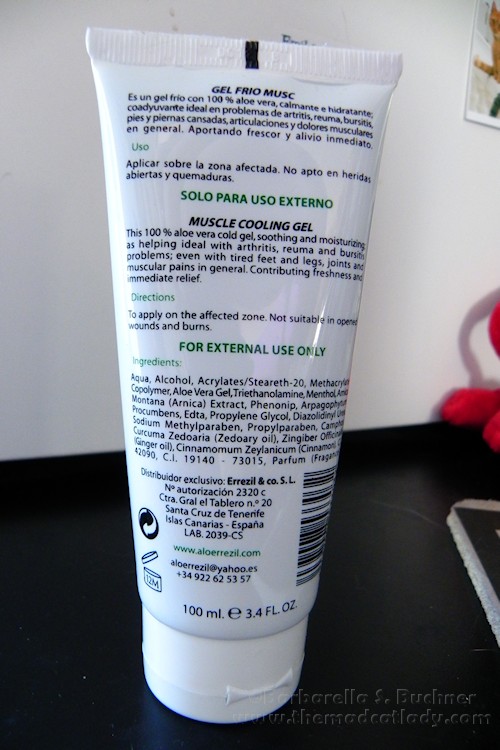 GEL FRIO MUSC
Es un gel frío con 100 % aloe vera, calmante e hidratante;
coadyuvante ideal en problemas de artritis, reuma, bursitis,
pies y piernas cansadas, articulaciones y dolores musculares
en general. Aportando frescor y alivio inmediato.
Uso
Aplicar sobre la zona afectada. No apto en heridas
abiertas y quemaduras.
SOLO PARA USO EXTERNO
MUSCLE COOLING GEL
This 100 % aloe vera cold gel, soothing and moisturizing;
as helping ideal with arthritis, reuma and bursitis
problems; even with tired feet and legs, joints and
muscular pains in general. Contributing freshness and
immediate relief.
Directions
To apply on the affected zone. Not suitable in opened
wounds and burns.
FOR EXTERNAL USE ONLY
Ingredients:
Aqua, Alcohol, Acrylates/Steareth-20, Methacrylate
Copolymer, Aloe Vera Gel, Triethanolamine, Menthol, Arnica
Montana (Arnica) Extract, Phenonip, Arpagophytum
Procumbens, Edta, Propylene Glycol, Diazolidinyl Urea
Sodium Methylparaben, Propylparaben,
Curcuma Zedoaria (Zedoary oil), Zingiber
(Ginger oil), Cinnamomum Zeylanicum (Cinnamon)
42090, C.I. 19140 - 73015, Parfum
Distribuidor exclusivo: Errezil & co. S. L.
Nº autorización 2320 c
Ctra. Gral el Tablero n.º 20
Santa Cruz de Tenerife
Islas Canarias - España
LAB. 2039-CS
www.aloerrezil.com
aloerrezil@yahoo.es
+34 922 62 53 57
12M
100 ml. ℮ 3.4 FL. OZ.
Barbarella S. Buchner
www.themadcatlady.com